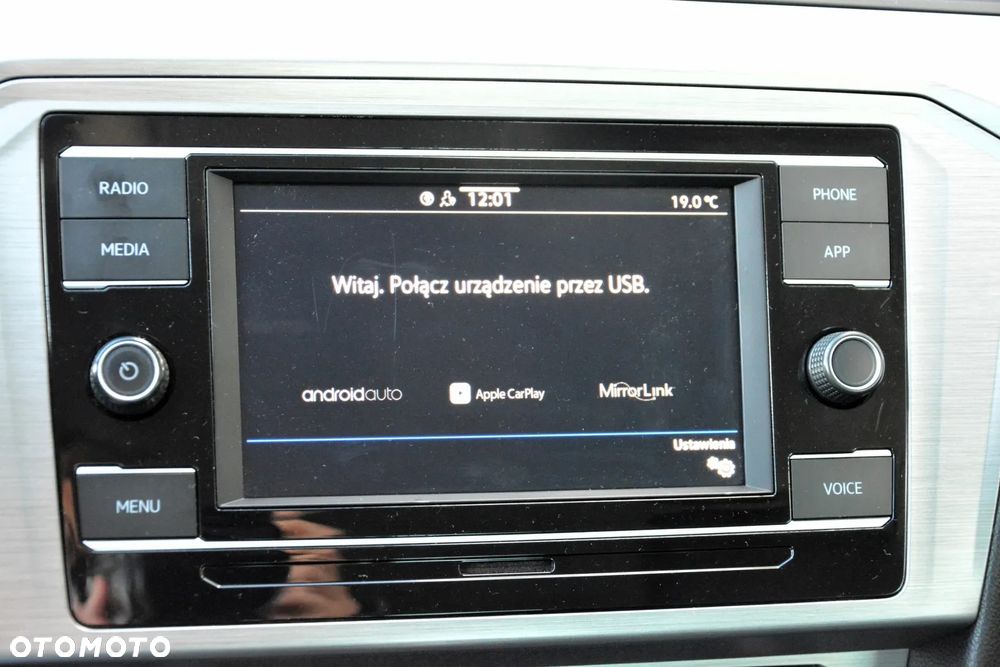 RADIO
MEDIA
MENU
12:01
19.0 °C
Witaj. Połącz urządzenie przez USB.
androidauto
Apple CarPlay
MirrorLink
Ustawienia
PHONE
APP
VOICE
OTOMOTO